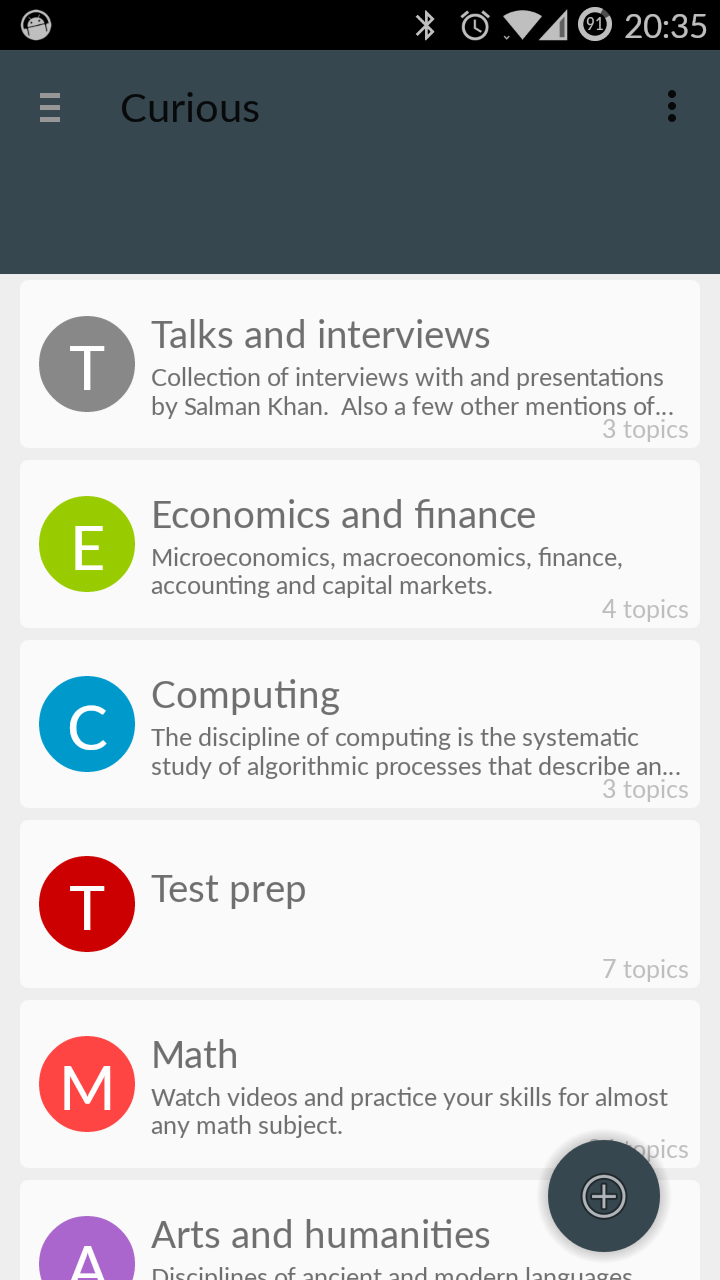 91 20:35
Curious
T
Talks and interviews
Collection of interviews with and presentations
by Salman Khan.  Also a few other mentions of...
3 topics
E
Economics and finance
Microeconomics, macroeconomics, finance,
accounting and capital markets.
4 topics
C
Computing
The discipline of computing is the systematic
study of algorithmic processes that describe an...
3 topics
T
Test prep
7 topics
M
Math
Watch videos and practice your skills for almost
any math subject.
topics
A
Arts and humanities
Disciplines of ancient and modern languages